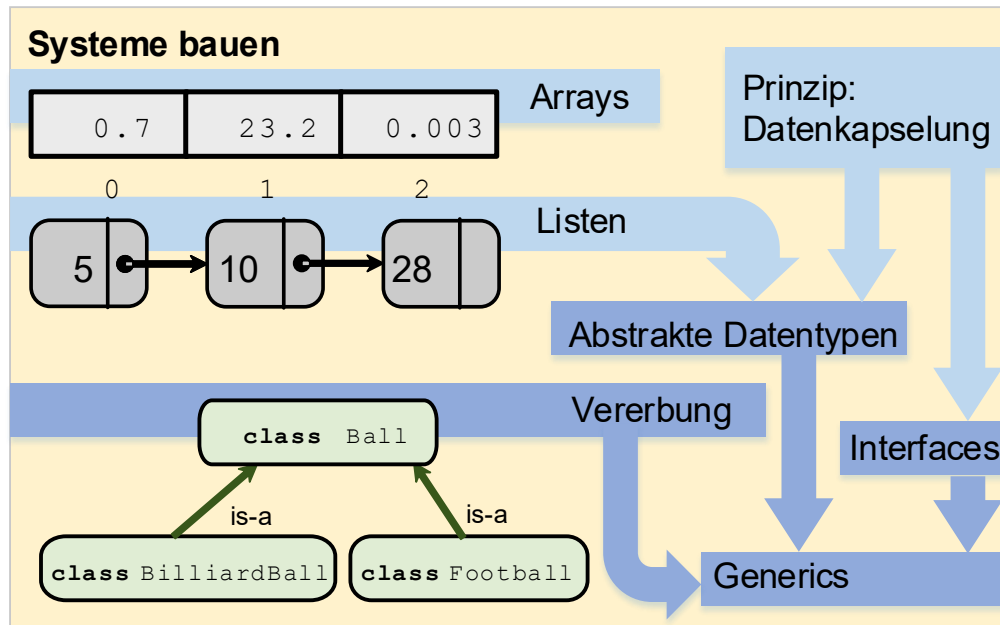 Systeme bauen
Arrays
Prinzip:
Datenkapselung
0.7 23.2 0.003
0 1 2
Listen
5 10 28
Abstrakte Datentypen
Vererbung
class Ball
Interfaces
is-a is-a
class BilliardBall class Football
Generics